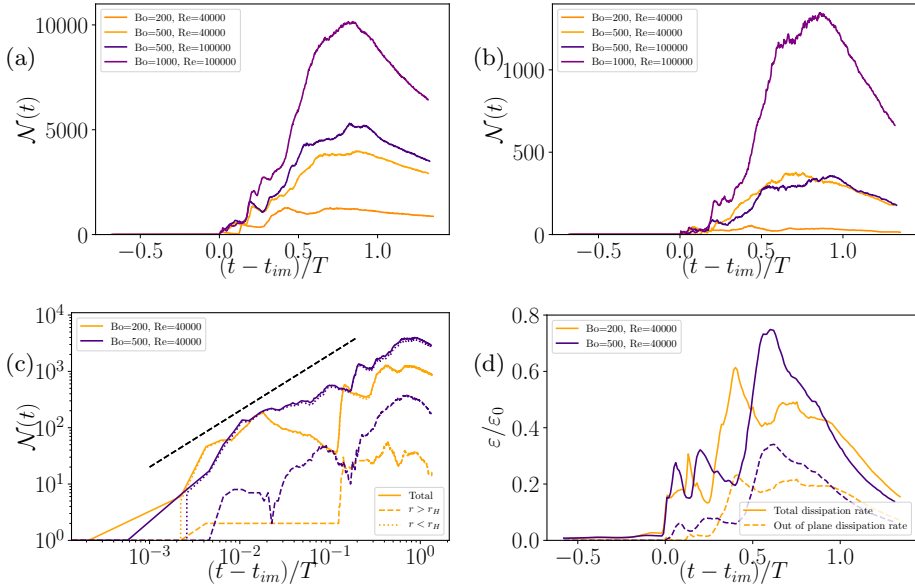 (a)
10000
5000
0
N(t)
Bo=200, Re=40000
Bo=500, Re=40000
Bo=500, Re=100000
Bo=1000, Re=100000
−0.5 0.0 0.5 1.0
(t − t_im)/T
(b)
1000
500
0
N(t)
Bo=200, Re=40000
Bo=500, Re=40000
Bo=500, Re=100000
Bo=1000, Re=100000
−0.5 0.0 0.5 1.0
(t − t_im)/T
(c)
10^4
10^3
10^2
10^1
10^0
N(t)
Bo=200, Re=40000
Bo=500, Re=40000
Total
r > r_H
r < r_H
10^−3 10^−2 10^−1 10^0
(t − t_im)/T
(d)
0.8
0.6
0.4
0.2
0.0
ε/ε_0
Bo=200, Re=40000
Bo=500, Re=40000
Total dissipation rate
Out of plane dissipation rate
−0.5 0.0 0.5 1.0
(t − t_im)/T